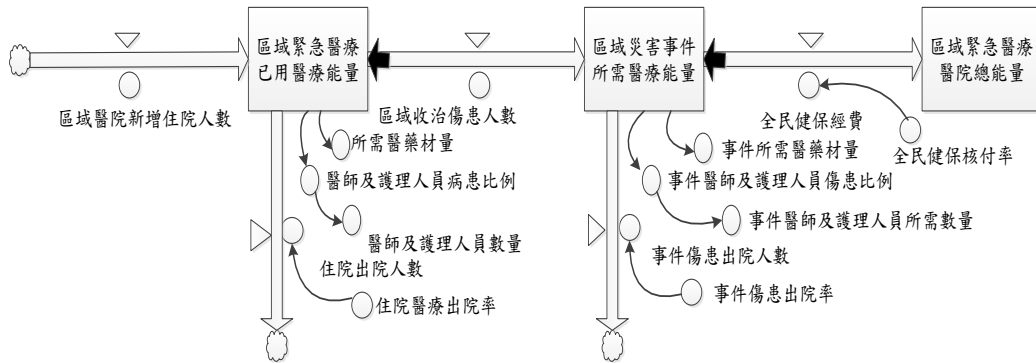 區域緊急醫療
已用醫療能量
區域災害事件
所需醫療能量
區域緊急醫療
醫院總能量
區域醫院新增住院人數
區域收治傷患人數
全民健保經費
所需醫藥材量
事件所需醫藥材量
全民健保核付率
醫師及護理人員病患比例
事件醫師及護理人員傷患比例
醫師及護理人員數量
事件醫師及護理人員所需數量
住院出院人數
事件傷患出院人數
住院醫療出院率
事件傷患出院率